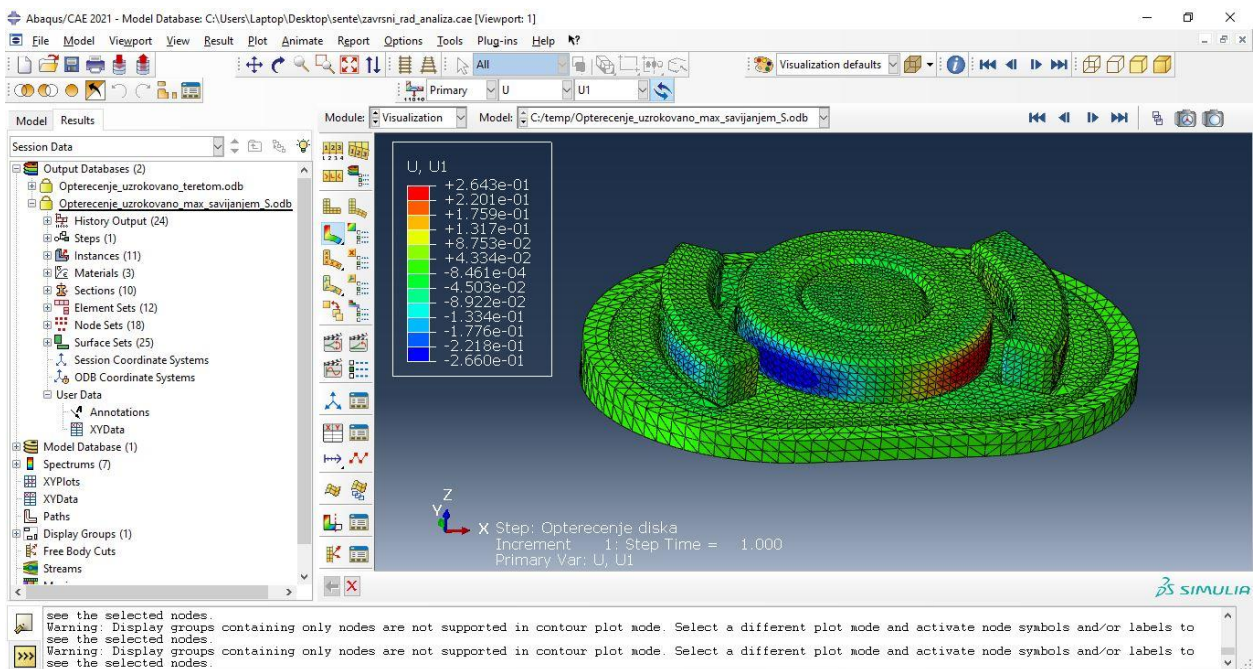 Abaqus/CAE 2021 - Model Database: C:\Users\Laptop\Desktop\sente\zavrsni_rad_analiza.cae [Viewport: 1]
File Model Viewport View Result Plot Animate Report Options Tools Plug-ins Help
All
Visualization defaults
Primary U U1
Model Results
Module: Visualization Model: C:/temp/Opterecenje_uzrokovano_max_savijanjem_S.odb
Session Data
Output Databases (2)
Opterecenje_uzrokovano_teretom.odb
Opterecenje_uzrokovano_max_savijanjem_S.odb
History Output (24)
Steps (1)
Instances (11)
Materials (3)
Sections (10)
Element Sets (12)
Node Sets (18)
Surface Sets (25)
Session Coordinate Systems
ODB Coordinate Systems
User Data
Annotations
XYData
Model Database (1)
Spectrums (7)
XYPlots
XYData
Paths
Display Groups (1)
Free Body Cuts
Streams
U, U1
+2.643e-01
+2.201e-01
+1.759e-01
+1.317e-01
+8.753e-02
+4.334e-02
-8.461e-04
-4.503e-02
-8.922e-02
-1.334e-01
-1.776e-01
-2.218e-01
-2.660e-01
Z
Y
X
Step: Opterecenje diska
Increment 1: Step Time = 1.000
Primary Var: U, U1
SIMULIA
see the selected nodes.
Warning: Display groups containing only nodes are not supported in contour plot mode. Select a different plot mode and activate node symbols and/or labels to
see the selected nodes.
Warning: Display groups containing only nodes are not supported in contour plot mode. Select a different plot mode and activate node symbols and/or labels to
see the selected nodes.